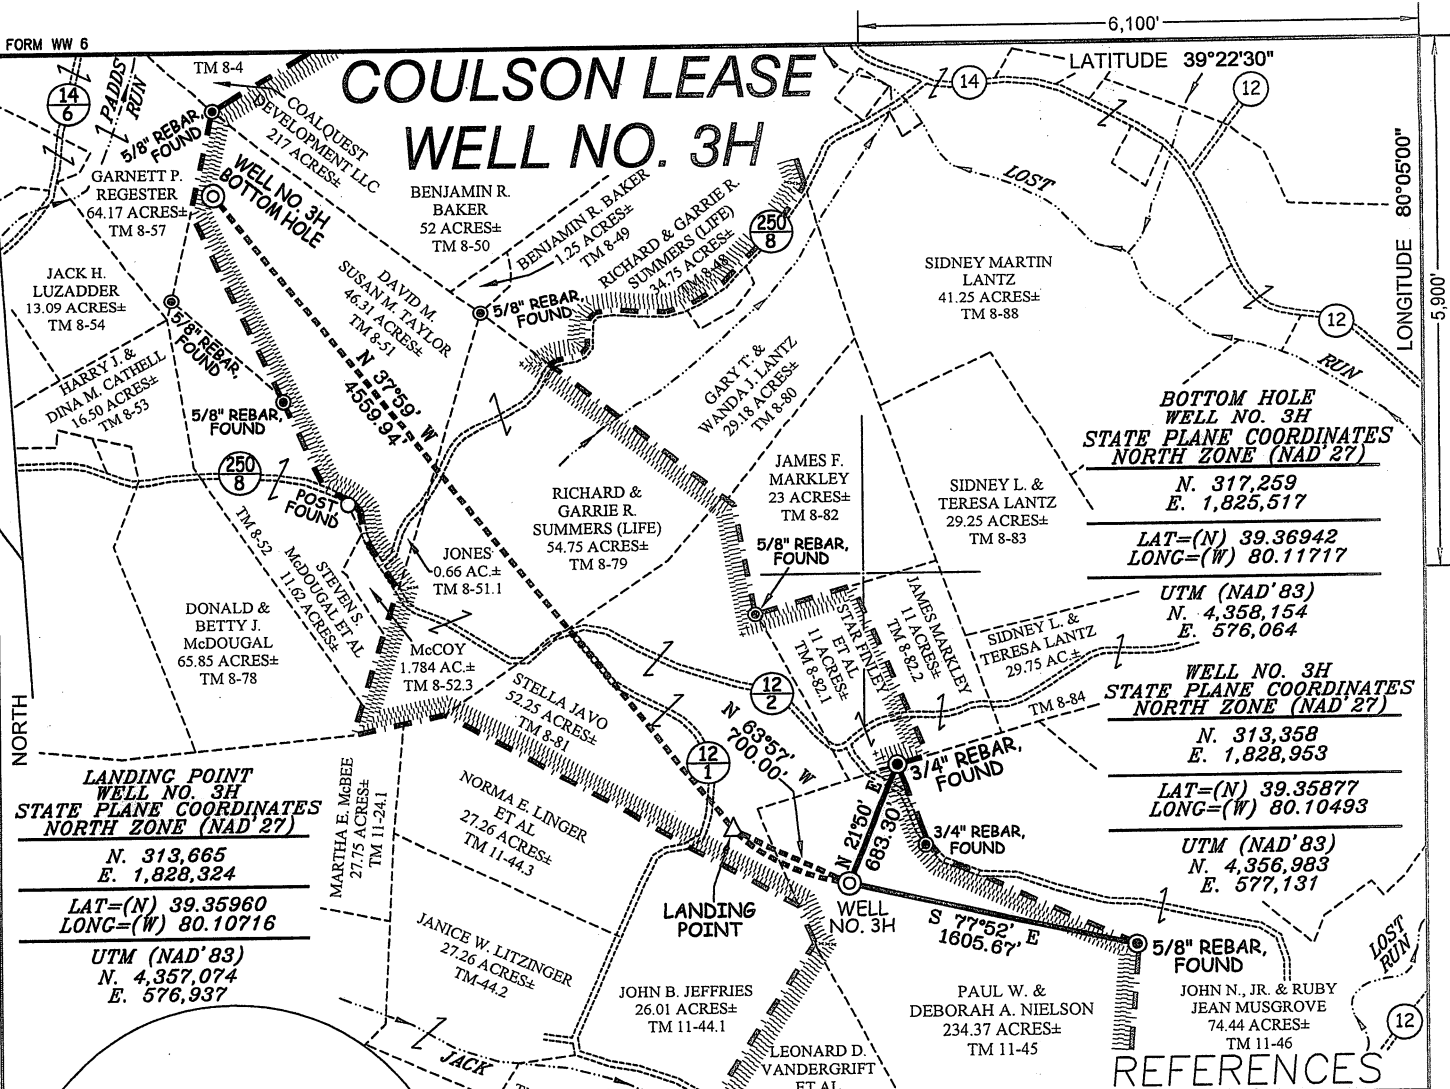 FORM WW 6
6,100'
LATITUDE 39°22'30"
LONGITUDE 80°05'00"
5,900'
COULSON LEASE
WELL NO. 3H
14
6
PADDS
RUN
TM 8-4
5/8" REBAR,
FOUND
COALQUEST
DEVELOPMENT LLC
217 ACRES±
GARNETT P.
REGESTER
64.17 ACRES±
TM 8-57
WELL NO. 3H
BOTTOM HOLE
BENJAMIN R.
BAKER
52 ACRES±
TM 8-50
BENJAMIN R. BAKER
1.25 ACRES±
TM 8-49
RICHARD & GARRIE R.
SUMMERS (LIFE)
34.75 ACRES±
TM 8-48
250
8
14
12
LOST
SIDNEY MARTIN
LANTZ
41.25 ACRES±
TM 8-88
12
RUN
JACK H.
LUZADDER
13.09 ACRES±
TM 8-54
5/8" REBAR,
FOUND
DAVID M.
SUSAN M. TAYLOR
46.31 ACRES±
TM 8-51
5/8" REBAR,
FOUND
HARRY J. &
DINA M. CATHELL
16.50 ACRES±
TM 8-53
5/8" REBAR,
FOUND
N 37°59' W
4559.94'
GARY T. &
WANDA J. LANTZ
29.18 ACRES±
TM 8-80
BOTTOM HOLE
WELL NO. 3H
STATE PLANE COORDINATES
NORTH ZONE (NAD'27)
N. 317,259
E. 1,825,517
LAT=(N) 39.36942
LONG=(W) 80.11717
UTM (NAD'83)
N. 4,358,154
E. 576,064
250
8
POST,
FOUND
TM 8-52
STEVEN S.
McDOUGAL ET AL
11.62 ACRES±
JONES
0.66 AC.±
TM 8-51.1
RICHARD &
GARRIE R.
SUMMERS (LIFE)
54.75 ACRES±
TM 8-79
JAMES F.
MARKLEY
23 ACRES±
TM 8-82
5/8" REBAR,
FOUND
SIDNEY L. &
TERESA LANTZ
29.25 ACRES±
TM 8-83
DONALD &
BETTY J.
McDOUGAL
65.85 ACRES±
TM 8-78
McCOY
1.784 AC.±
TM 8-52.3
STELLA JAVO
52.25 ACRES±
TM 8-81
STAR FINLEY
ET AL
11 ACRES±
TM 8-82.1
JAMES MARKLEY
11 ACRES±
TM 8-82.2
SIDNEY L. &
TERESA LANTZ
29.75 AC.±
TM 8-84
12
2
12
1
N 63°57' W
700.00'
WELL NO. 3H
STATE PLANE COORDINATES
NORTH ZONE (NAD'27)
N. 313,358
E. 1,828,953
LAT=(N) 39.35877
LONG=(W) 80.10493
UTM (NAD'83)
N. 4,356,983
E. 577,131
NORTH
LANDING POINT
WELL NO. 3H
STATE PLANE COORDINATES
NORTH ZONE (NAD'27)
N. 313,665
E. 1,828,324
LAT=(N) 39.35960
LONG=(W) 80.10716
UTM (NAD'83)
N. 4,357,074
E. 576,937
MARTHA E. McBEE
27.75 ACRES±
TM 11-24.1
NORMA E. LINGER
ET AL
27.26 ACRES±
TM 11-44.3
3/4" REBAR,
FOUND
N 21°50' E
683.30'
3/4" REBAR,
FOUND
LANDING
POINT
WELL
NO. 3H
S 77°52' E
1605.67'
5/8" REBAR,
FOUND
JANICE W. LITZINGER
27.26 ACRES±
TM-44.2
JOHN B. JEFFRIES
26.01 ACRES±
TM 11-44.1
PAUL W. &
DEBORAH A. NIELSON
234.37 ACRES±
TM 11-45
JOHN N., JR. & RUBY
JEAN MUSGROVE
74.44 ACRES±
TM 11-46
LOST
RUN
12
JACK
LEONARD D.
VANDERGRIFT
ET AL
REFERENCES